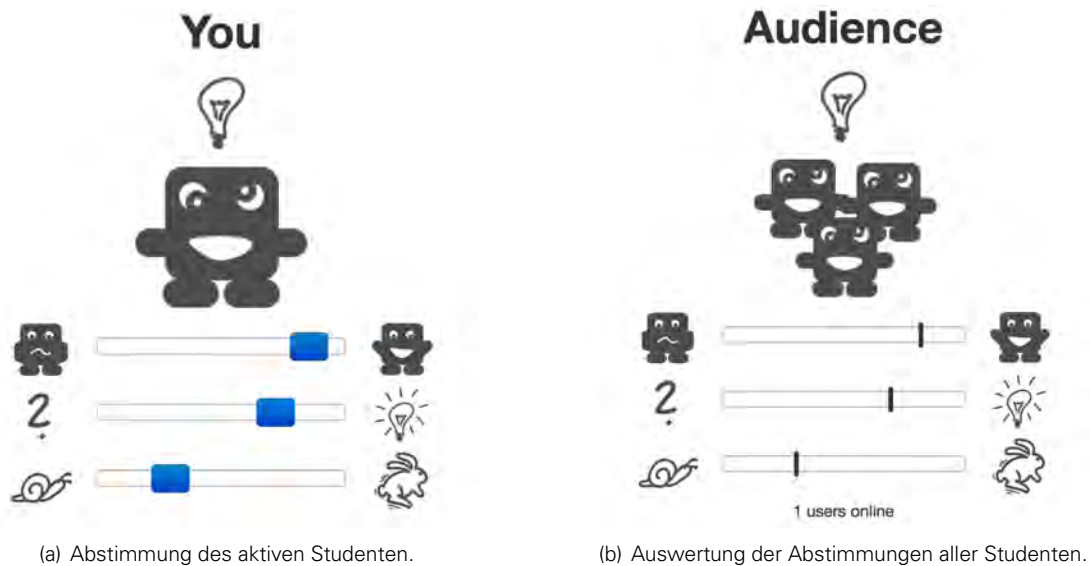 You
Audience
?
?
1 users online
(a) Abstimmung des aktiven Studenten.
(b) Auswertung der Abstimmungen aller Studenten.